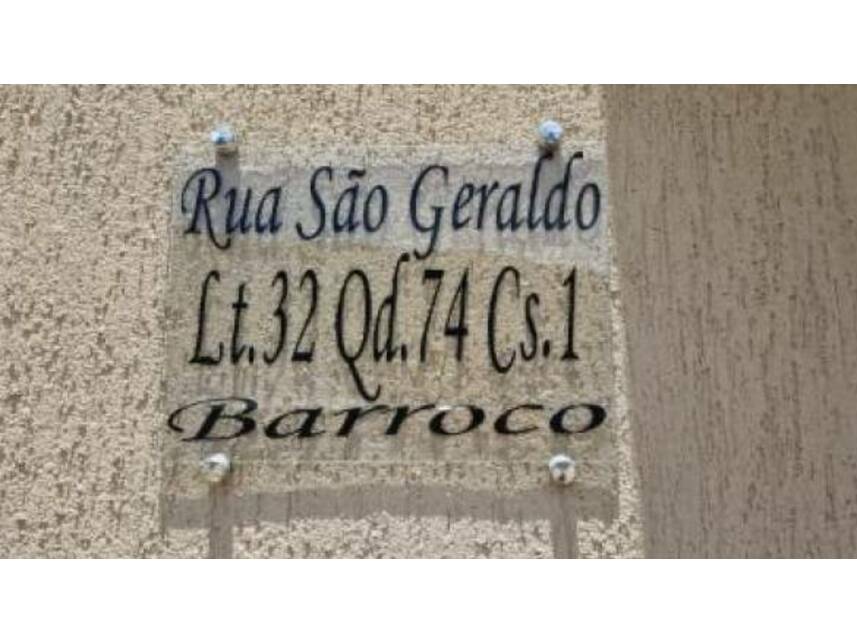 Rua São Geraldo
Lt.32 Qd.74 Cs.1
Barroco